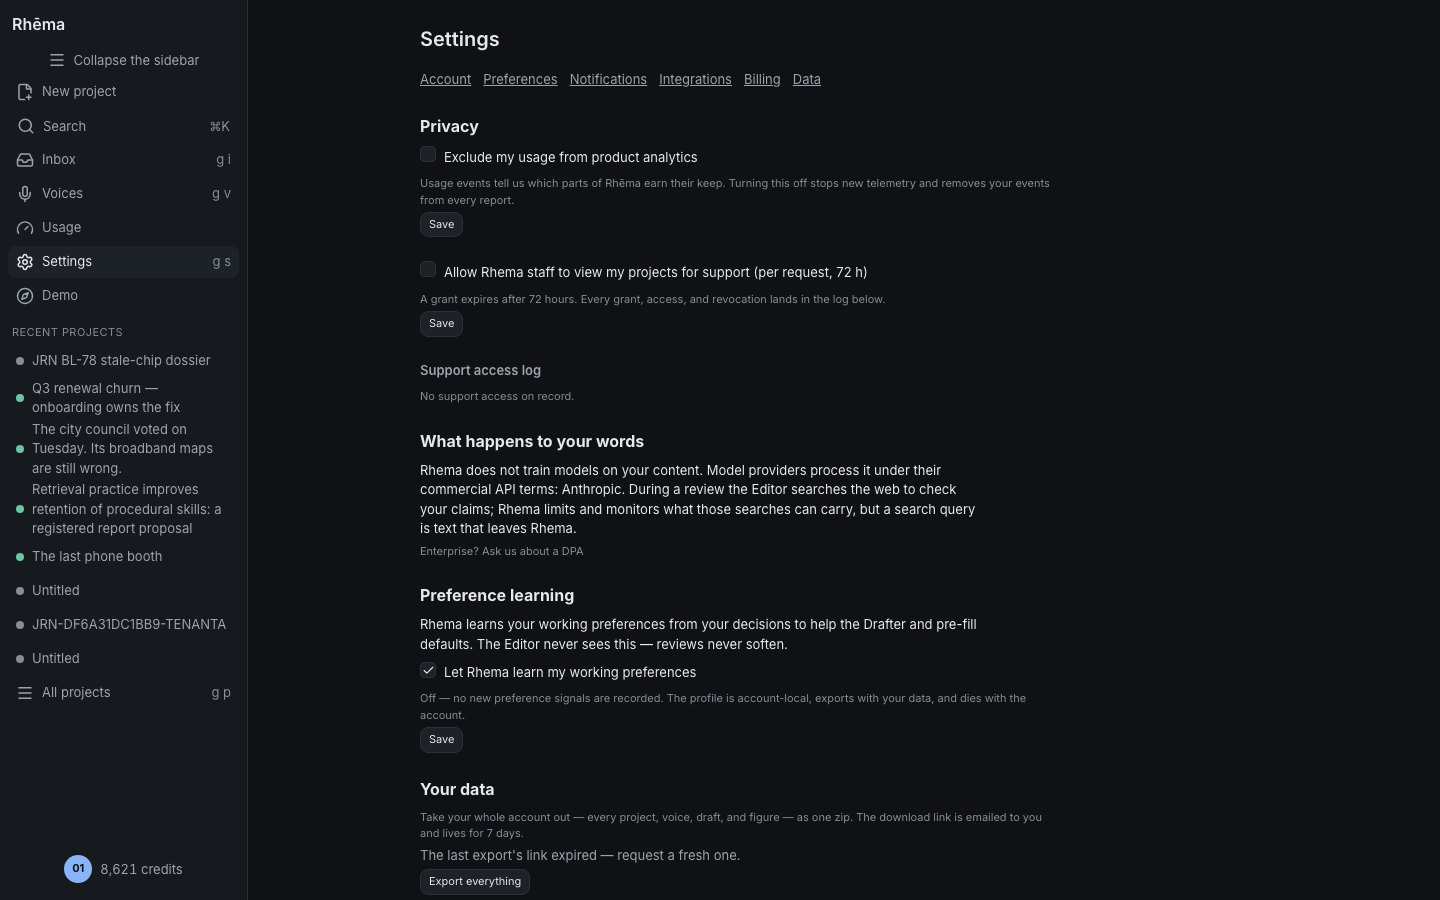 Rhēma
Collapse the sidebar
New project
Search ⌘K
Inbox g i
Voices g v
Usage
Settings g s
Demo
RECENT PROJECTS
JRN BL-78 stale-chip dossier
Q3 renewal churn —
onboarding owns the fix
The city council voted on
Tuesday. Its broadband maps
are still wrong.
Retrieval practice improves
retention of procedural skills: a
registered report proposal
The last phone booth
Untitled
JRN-DF6A31DC1BB9-TENANTA
Untitled
All projects g p
01 8,621 credits
Settings
Account Preferences Notifications Integrations Billing Data
Privacy
Exclude my usage from product analytics
Usage events tell us which parts of Rhēma earn their keep. Turning this off stops new telemetry and removes your events
from every report.
Save
Allow Rhema staff to view my projects for support (per request, 72 h)
A grant expires after 72 hours. Every grant, access, and revocation lands in the log below.
Save
Support access log
No support access on record.
What happens to your words
Rhema does not train models on your content. Model providers process it under their
commercial API terms: Anthropic. During a review the Editor searches the web to check
your claims; Rhema limits and monitors what those searches can carry, but a search query
is text that leaves Rhema.
Enterprise? Ask us about a DPA
Preference learning
Rhema learns your working preferences from your decisions to help the Drafter and pre-fill
defaults. The Editor never sees this — reviews never soften.
Let Rhema learn my working preferences
Off — no new preference signals are recorded. The profile is account-local, exports with your data, and dies with the
account.
Save
Your data
Take your whole account out — every project, voice, draft, and figure — as one zip. The download link is emailed to you
and lives for 7 days.
The last export's link expired — request a fresh one.
Export everything